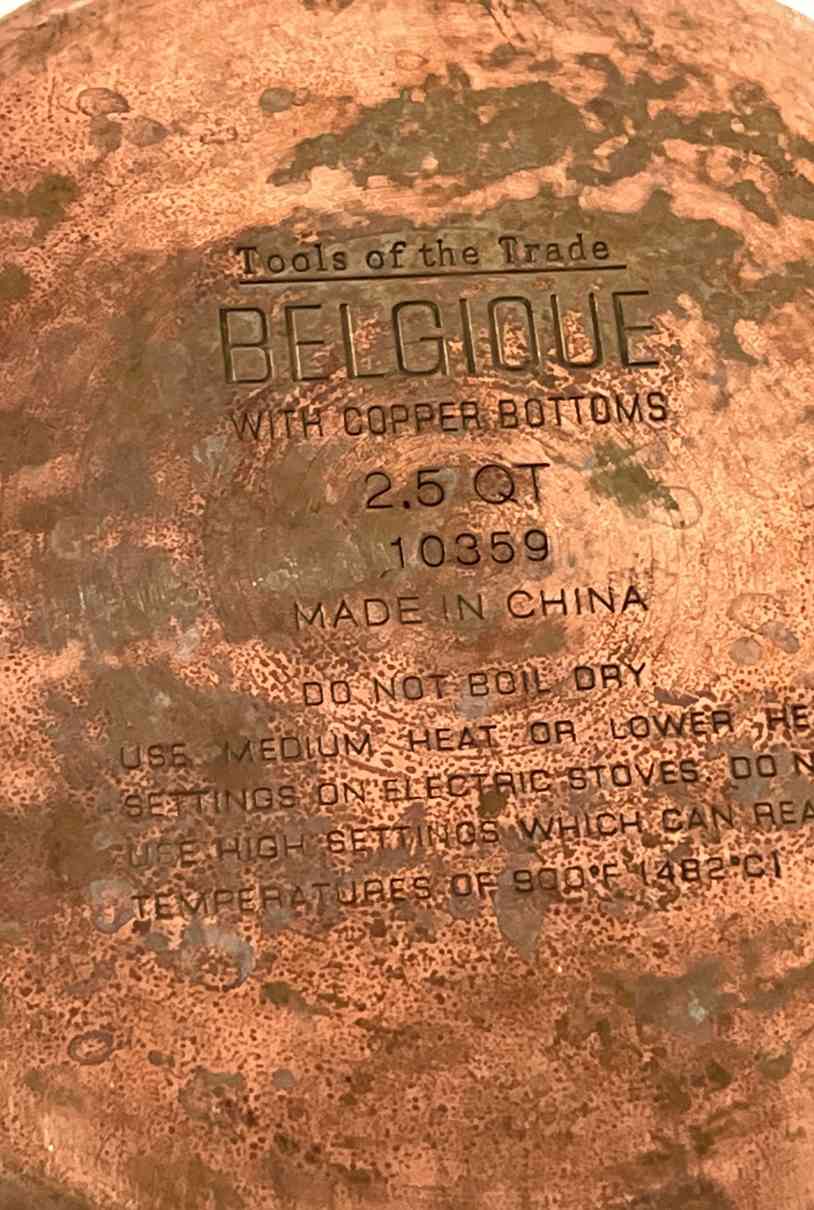 Tools of the Trade
BELGIQUE
WITH COPPER BOTTOMS
2.5 QT
10359
MADE IN CHINA
DO NOT BOIL DRY
USE MEDIUM HEAT OR LOWER HE
SETTINGS ON ELECTRIC STOVES. DO N
USE HIGH SETTINGS WHICH CAN REA
TEMPERATURES OF 900°F (482°C)